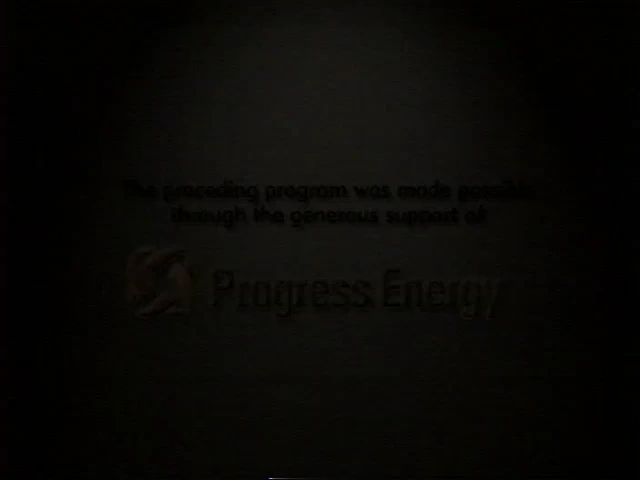 The preceding program was made possible
through the generous support of
Progress Energy